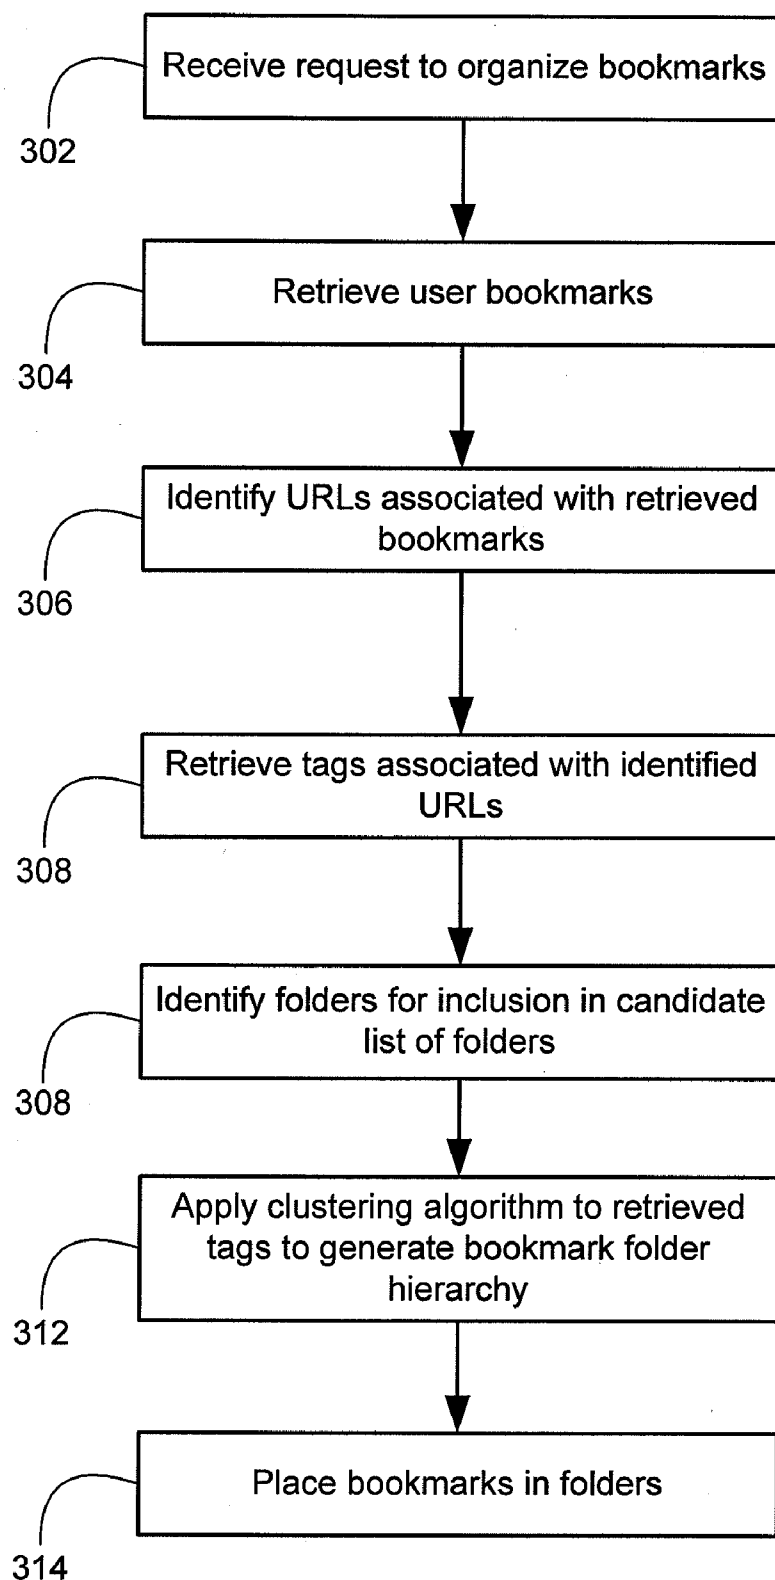 Receive request to organize bookmarks
302
Retrieve user bookmarks
304
Identify URLs associated with retrieved
bookmarks
306
Retrieve tags associated with identified
URLs
308
Identify folders for inclusion in candidate
list of folders
308
Apply clustering algorithm to retrieved
tags to generate bookmark folder
hierarchy
312
Place bookmarks in folders
314